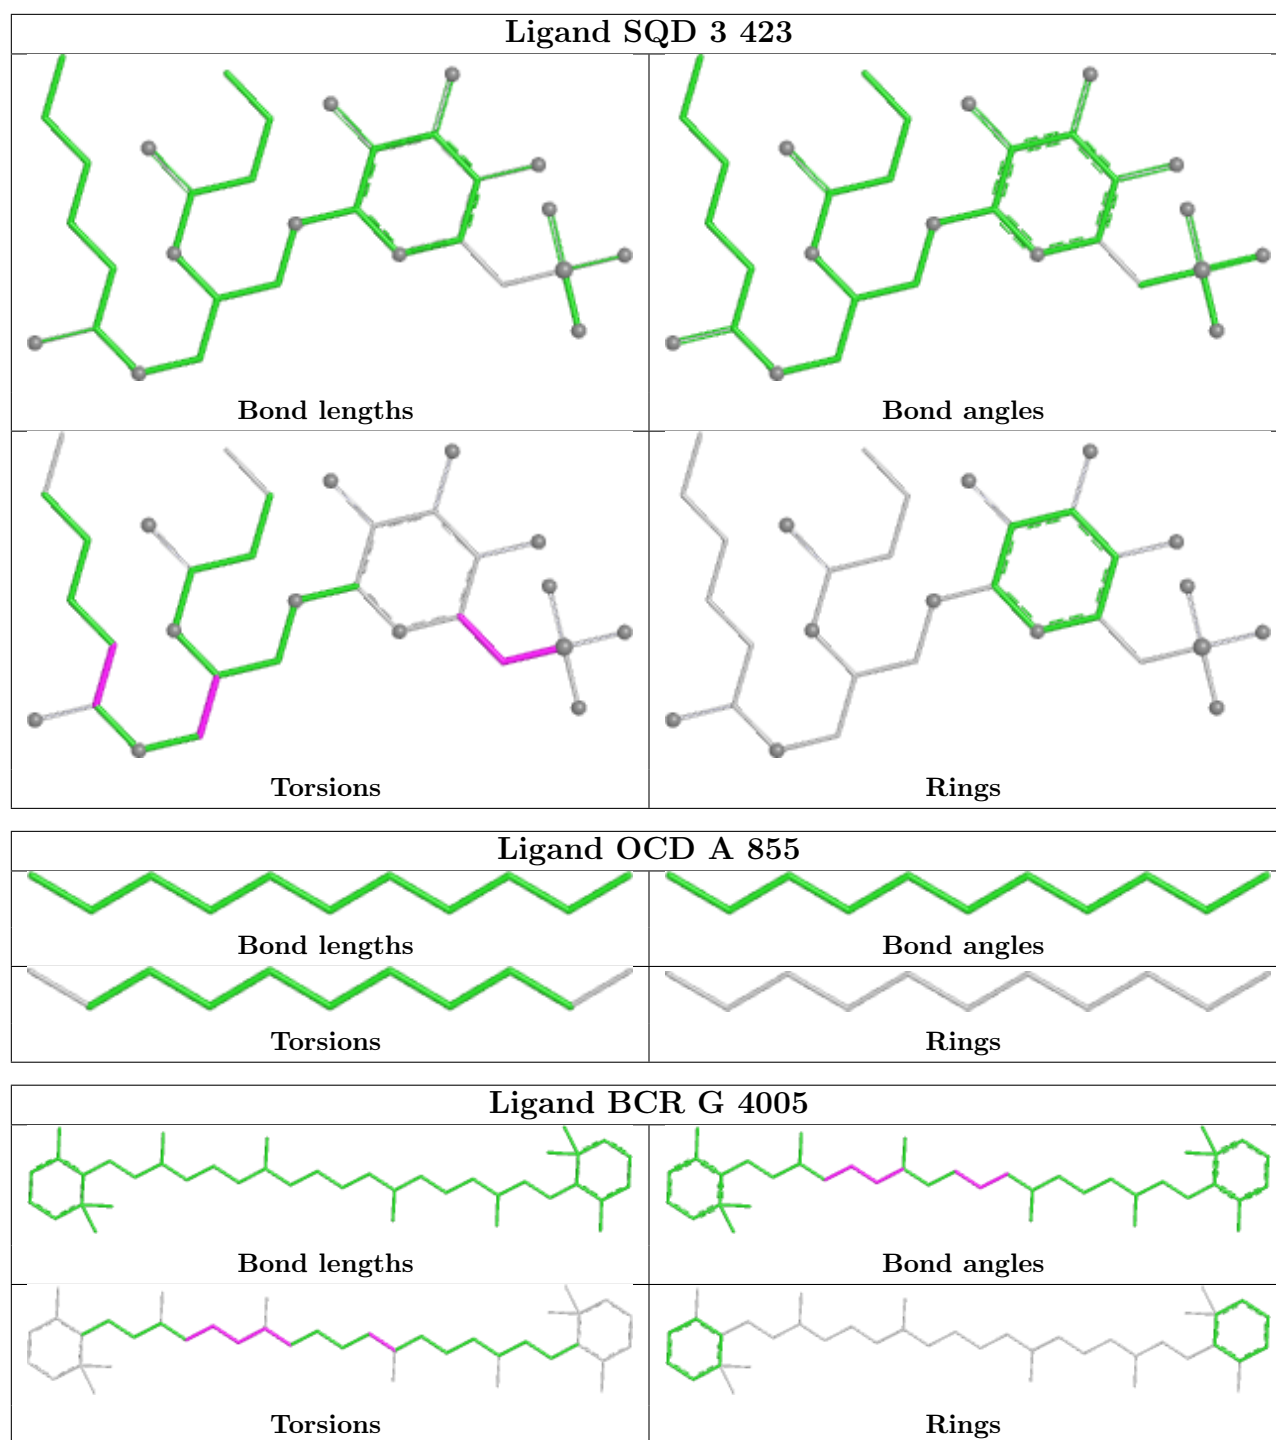 Ligand SQD 3 423
Bond lengths
Bond angles
Torsions
Rings
Ligand OCD A 855
Bond lengths
Bond angles
Torsions
Rings
Ligand BCR G 4005
Bond lengths
Bond angles
Torsions
Rings